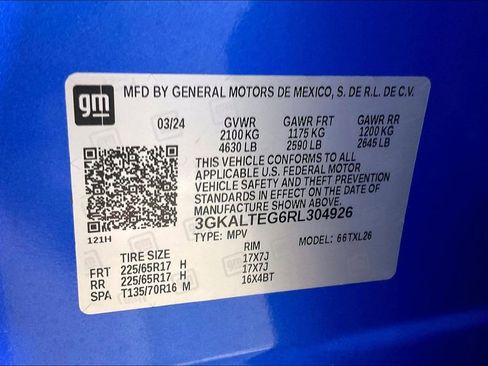 gm
MFD BY GENERAL MOTORS DE MEXICO, S. DE R.L. DE C.V.
03/24 GVWR GAWR FRT GAWR RR
2100 KG 1175 KG 1200 KG
4630 LB 2590 LB 2645 LB
THIS VEHICLE CONFORMS TO ALL
APPLICABLE U.S. FEDERAL MOTOR
VEHICLE SAFETY AND THEFT PREVENTION
STANDARDS IN EFFECT ON THE DATE OF
MANUFACTURE SHOWN ABOVE.
3GKALTEG6RL304926
121H TYPE: MPV MODEL: 66TXL26
TIRE SIZE RIM
FRT 225/65R17 H 17X7J
RR 225/65R17 H 17X7J
SPA T135/70R16 M 16X4BT